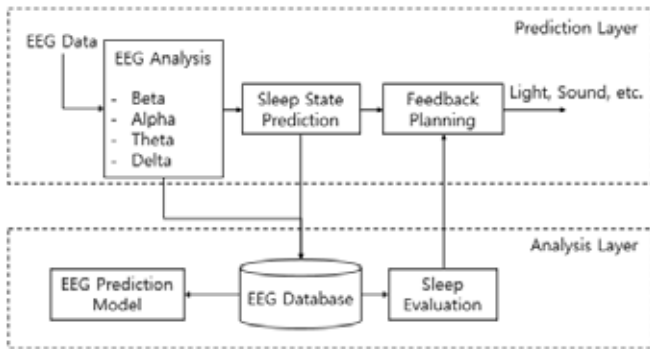 Prediction Layer
EEG Data
EEG Analysis
- Beta
- Alpha
- Theta
- Delta
Sleep State
Prediction
Feedback
Planning
Light, Sound, etc.
Analysis Layer
EEG Prediction
Model
EEG Database
Sleep
Evaluation